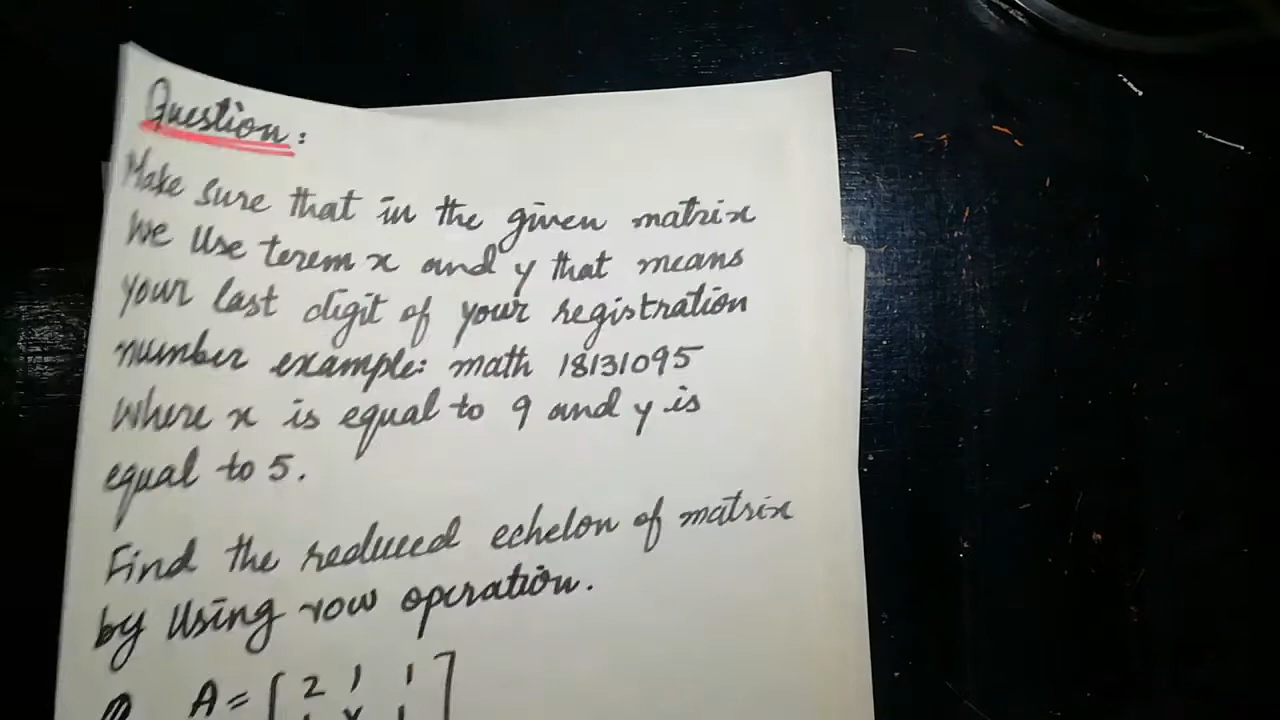 Question:
Make sure that in the given matrix
We Use terem x and y that means
your last digit of your registration
number example: math 18131095
Where x is equal to 9 and y is
equal to 5.
Find the reduced echelon of matrix
by Using row operation.
A = [ 2 1 1 ]